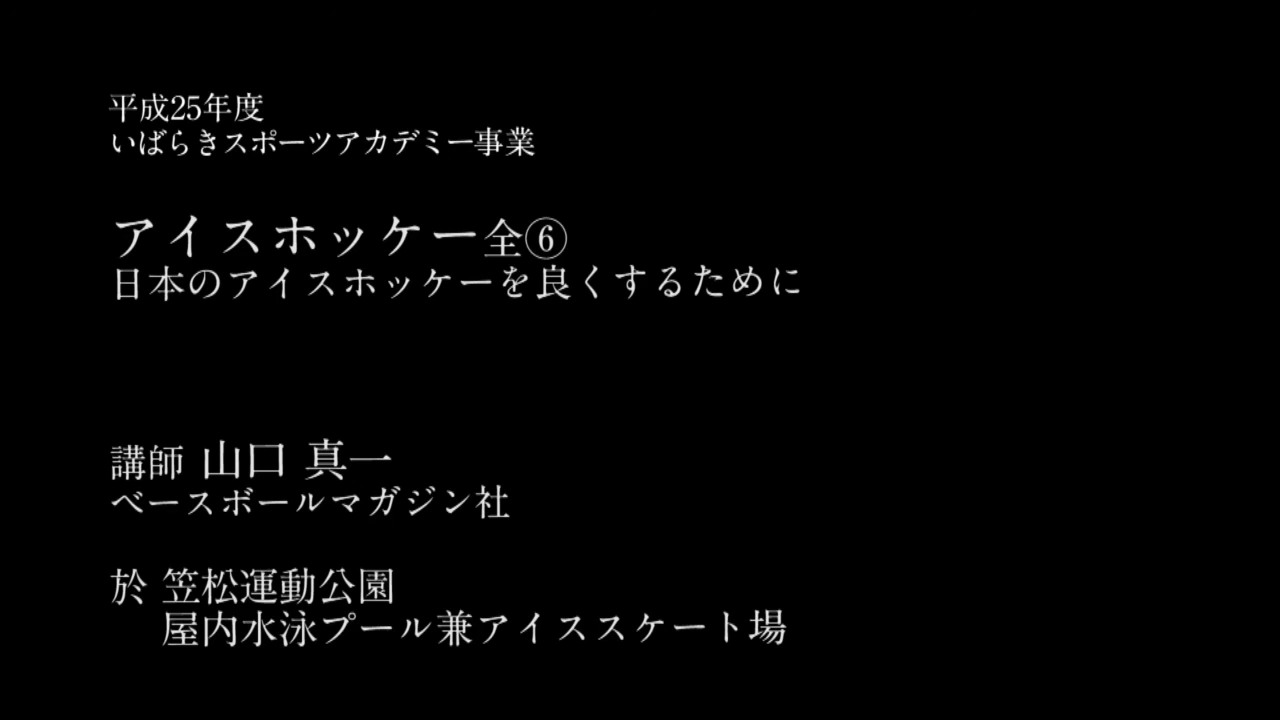 平成25年度
いばらきスポーツアカデミー事業
アイスホッケー全⑥
日本のアイスホッケーを良くするために
講師 山口 真一
ベースボールマガジン社
於 笠松運動公園
屋内水泳プール兼アイススケート場